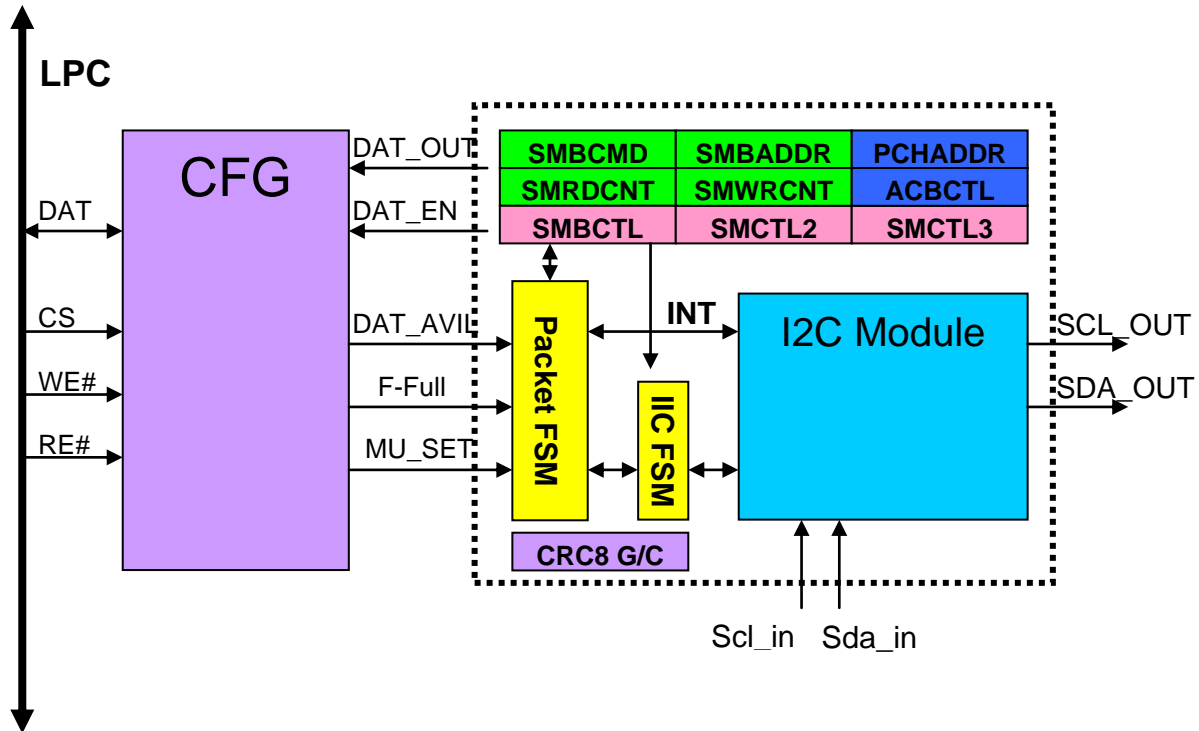 LPC
CFG
DAT
CS
WE#
RE#
DAT_OUT
DAT_EN
DAT_AVIL
F-Full
MU_SET
SMBCMD SMBADDR PCHADDR
SMRDCNT SMWRCNT ACBCTL
SMBCTL SMCTL2 SMCTL3
Packet FSM
INT
IIC FSM
I2C Module
CRC8 G/C
SCL_OUT
SDA_OUT
Scl_in Sda_in